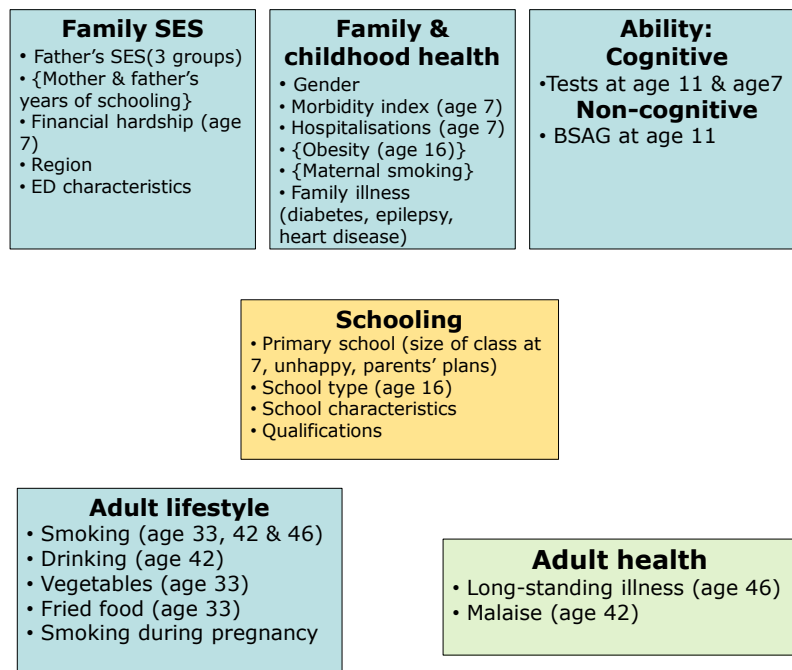 Family SES
• Father's SES(3 groups)
• {Mother & father's
years of schooling}
• Financial hardship (age
7)
• Region
• ED characteristics
Family &
childhood health
• Gender
• Morbidity index (age 7)
• Hospitalisations (age 7)
• {Obesity (age 16)}
• {Maternal smoking}
• Family illness
(diabetes, epilepsy,
heart disease)
Ability:
Cognitive
•Tests at age 11 & age7
Non-cognitive
• BSAG at age 11
Schooling
• Primary school (size of class at
7, unhappy, parents' plans)
• School type (age 16)
• School characteristics
• Qualifications
Adult lifestyle
• Smoking (age 33, 42 & 46)
• Drinking (age 42)
• Vegetables (age 33)
• Fried food (age 33)
• Smoking during pregnancy
Adult health
• Long-standing illness (age 46)
• Malaise (age 42)